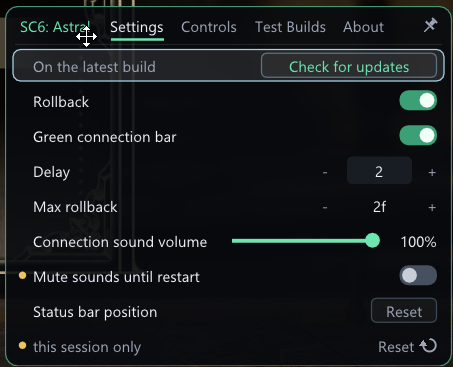 SC6: Astral Settings Controls Test Builds About
On the latest build Check for updates
Rollback
Green connection bar
Delay - 2 +
Max rollback - 2f +
Connection sound volume 100%
Mute sounds until restart
Status bar position Reset
this session only Reset